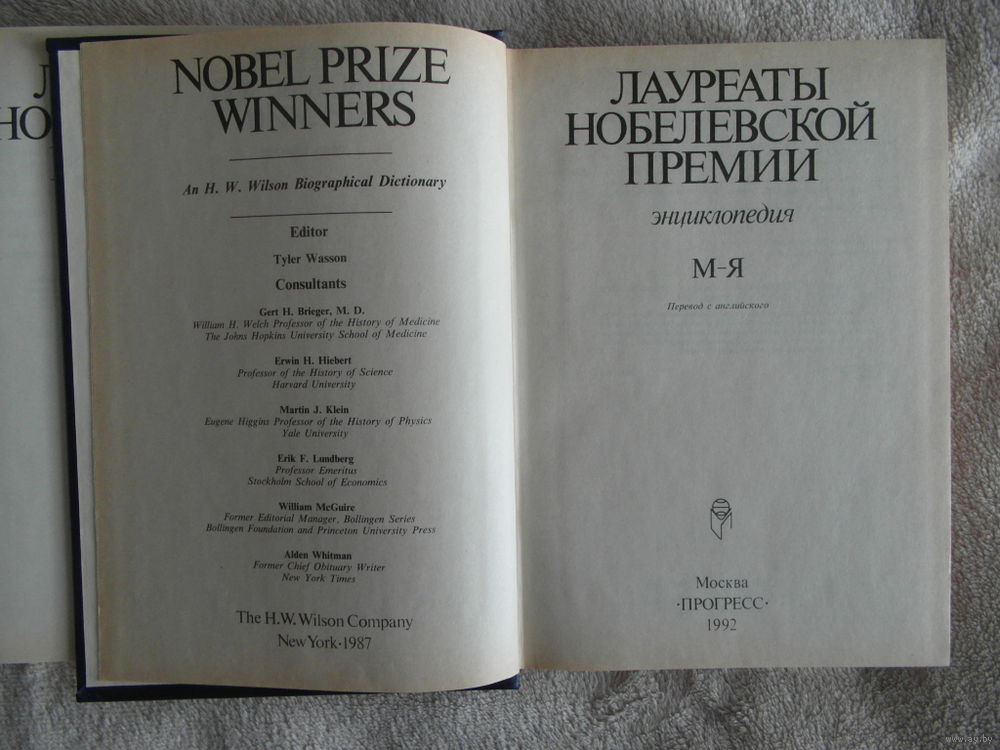 Л
НО
NOBEL PRIZE
WINNERS
An H. W. Wilson Biographical Dictionary
Editor
Tyler Wasson
Consultants
Gert H. Brieger, M. D.
William H. Welch Professor of the History of Medicine
The Johns Hopkins University School of Medicine
Erwin H. Hiebert
Professor of the History of Science
Harvard University
Martin J. Klein
Eugene Higgins Professor of the History of Physics
Yale University
Erik F. Lundberg
Professor Emeritus
Stockholm School of Economics
William McGuire
Former Editorial Manager, Bollingen Series
Bollingen Foundation and Princeton University Press
Alden Whitman
Former Chief Obituary Writer
New York Times
The H.W. Wilson Company
New York·1987
ЛАУРЕАТЫ
НОБЕЛЕВСКОЙ
ПРЕМИИ
энциклопедия
М-Я
Перевод с английского
Москва
·ПРОГРЕСС·
1992
www.ay.by